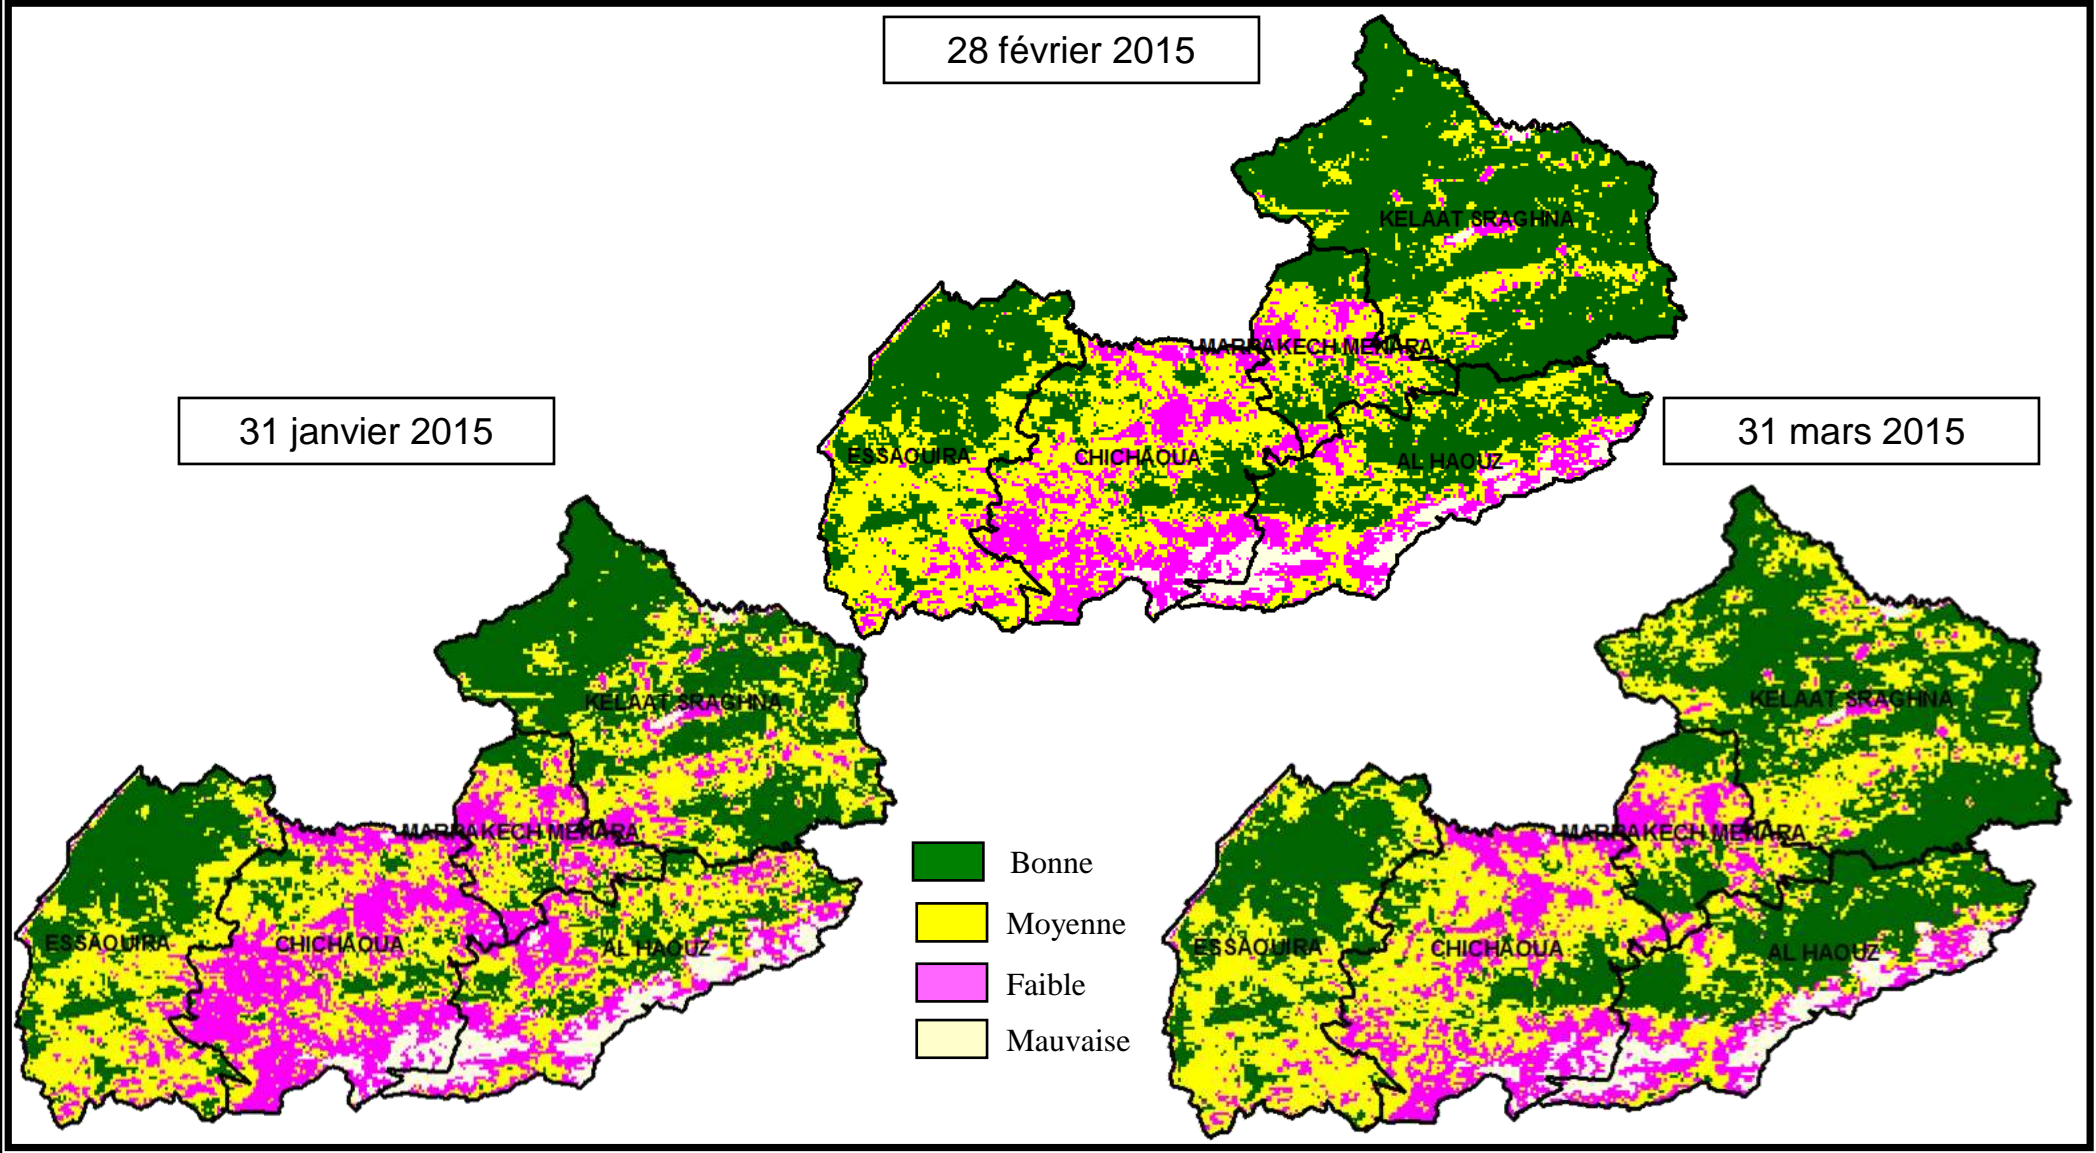 28 février 2015
KELAAT SRAGHNA
MARRAKECH MENARA
ESSAOUIRA
CHICHAOUA
AL HAOUZ
31 janvier 2015
KELAAT SRAGHNA
MARRAKECH MENARA
ESSAOUIRA
CHICHAOUA
AL HAOUZ
31 mars 2015
KELAAT SRAGHNA
MARRAKECH MENARA
ESSAOUIRA
CHICHAOUA
AL HAOUZ
Bonne
Moyenne
Faible
Mauvaise